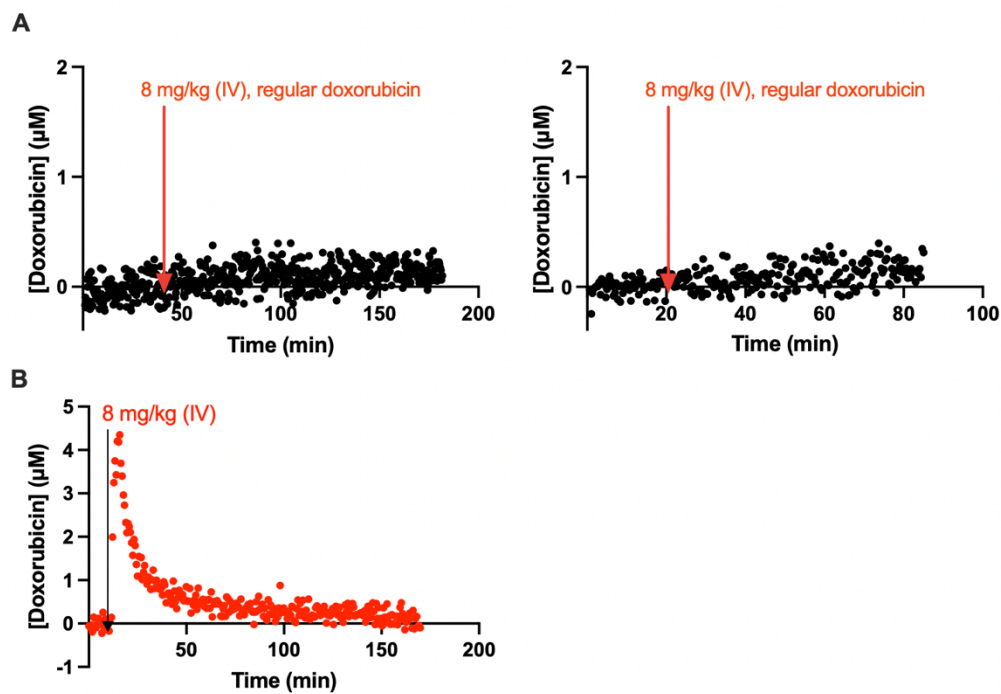 A
8 mg/kg (IV), regular doxorubicin
[Doxorubicin] (µM)
2
1
0
50
100
150
200
Time (min)
8 mg/kg (IV), regular doxorubicin
[Doxorubicin] (µM)
2
1
0
20
40
60
80
100
Time (min)
B
8 mg/kg (IV)
[Doxorubicin] (µM)
5
4
3
2
1
0
-1
50
100
150
200
Time (min)